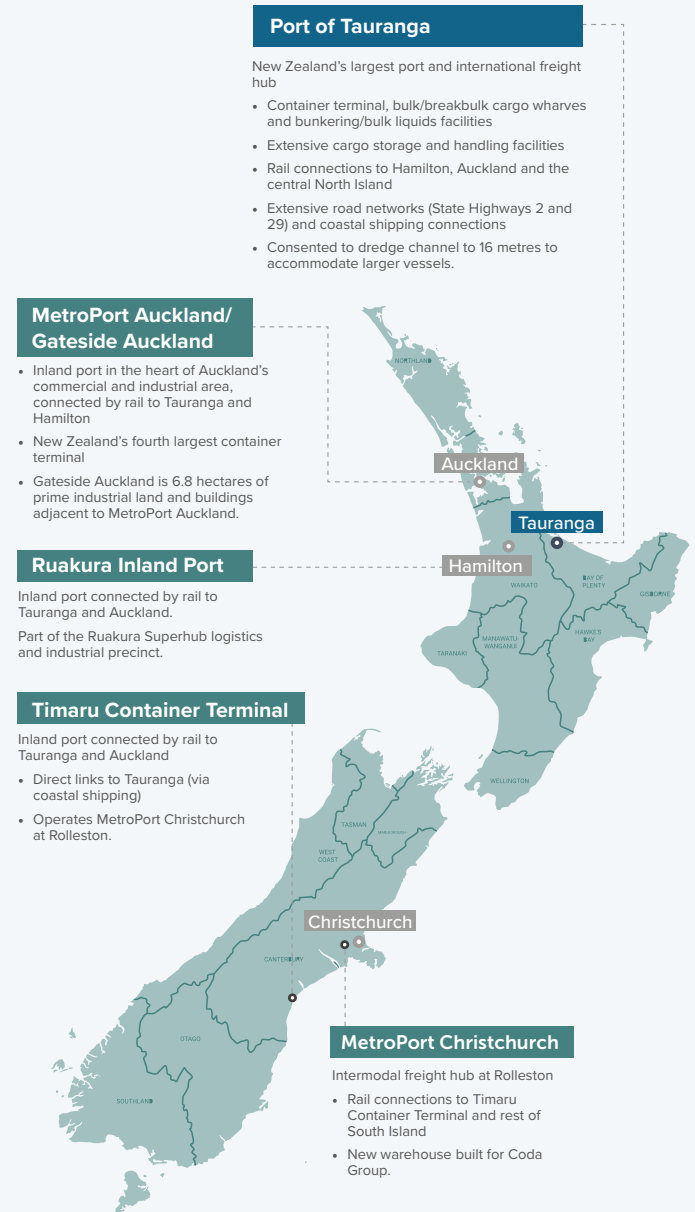 Port of Tauranga
New Zealand's largest port and international freight
hub
• Container terminal, bulk/breakbulk cargo wharves
and bunkering/bulk liquids facilities
• Extensive cargo storage and handling facilities
• Rail connections to Hamilton, Auckland and the
central North Island
• Extensive road networks (State Highways 2 and
29) and coastal shipping connections
• Consented to dredge channel to 16 metres to
accommodate larger vessels.
MetroPort Auckland/
Gateside Auckland
• Inland port in the heart of Auckland's
commercial and industrial area,
connected by rail to Tauranga and
Hamilton
• New Zealand's fourth largest container
terminal
• Gateside Auckland is 6.8 hectares of
prime industrial land and buildings
adjacent to MetroPort Auckland.
Ruakura Inland Port
Inland port connected by rail to
Tauranga and Auckland.
Part of the Ruakura Superhub logistics
and industrial precinct.
Timaru Container Terminal
Inland port connected by rail to
Tauranga and Auckland
• Direct links to Tauranga (via
coastal shipping)
• Operates MetroPort Christchurch
at Rolleston.
NORTHLAND
Auckland
Tauranga
Hamilton
WAIKATO
BAY OF
PLENTY
GISBORNE
HAWKE'S
BAY
MANAWATU-
WANGANUI
TARANAKI
WELLINGTON
TASMAN
MARLBOROUGH
WEST
COAST
Christchurch
CANTERBURY
OTAGO
SOUTHLAND
MetroPort Christchurch
Intermodal freight hub at Rolleston
• Rail connections to Timaru
Container Terminal and rest of
South Island
• New warehouse built for Coda
Group.